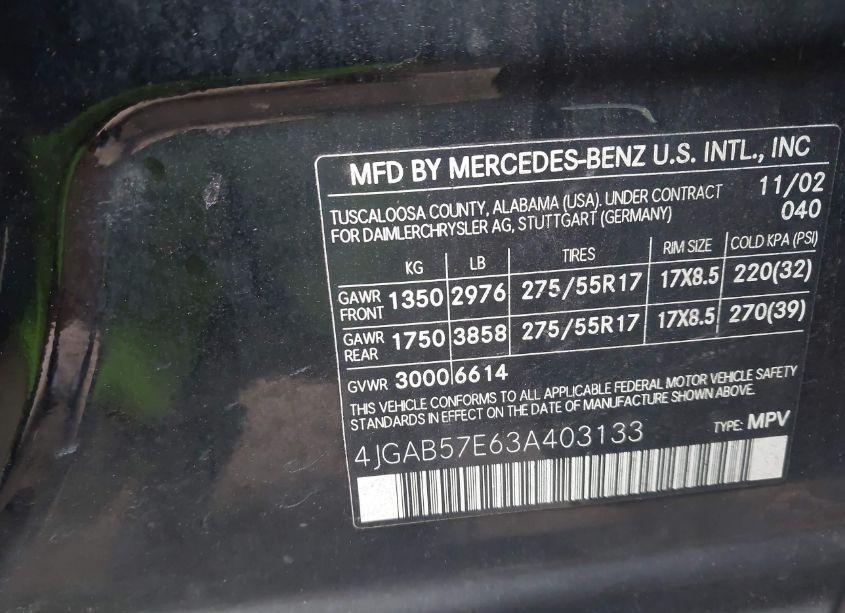 MFD BY MERCEDES-BENZ U.S. INTL., INC
TUSCALOOSA COUNTY, ALABAMA (USA). UNDER CONTRACT 11/02
FOR DAIMLERCHRYSLER AG, STUTTGART (GERMANY) 040
KG LB TIRES RIM SIZE COLD KPA (PSI)
GAWR FRONT 1350 2976 275/55R17 17X8.5 220(32)
GAWR REAR 1750 3858 275/55R17 17X8.5 270(39)
GVWR 3000 6614
THIS VEHICLE CONFORMS TO ALL APPLICABLE FEDERAL MOTOR VEHICLE SAFETY
STANDARDS IN EFFECT ON THE DATE OF MANUFACTURE SHOWN ABOVE.
4JGAB57E63A403133 TYPE: MPV